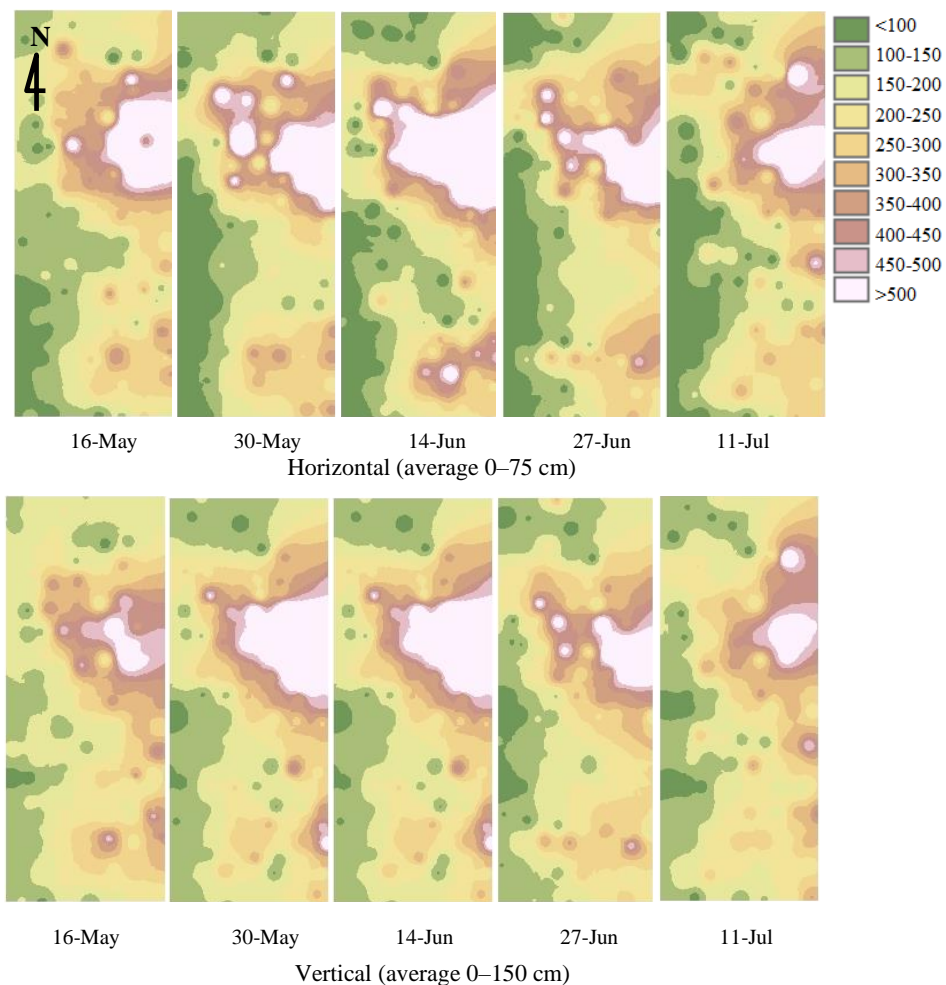 N
<100
100-150
150-200
200-250
250-300
300-350
350-400
400-450
450-500
>500
16-May
30-May
14-Jun
27-Jun
11-Jul
Horizontal (average 0–75 cm)
16-May
30-May
14-Jun
27-Jun
11-Jul
Vertical (average 0–150 cm)